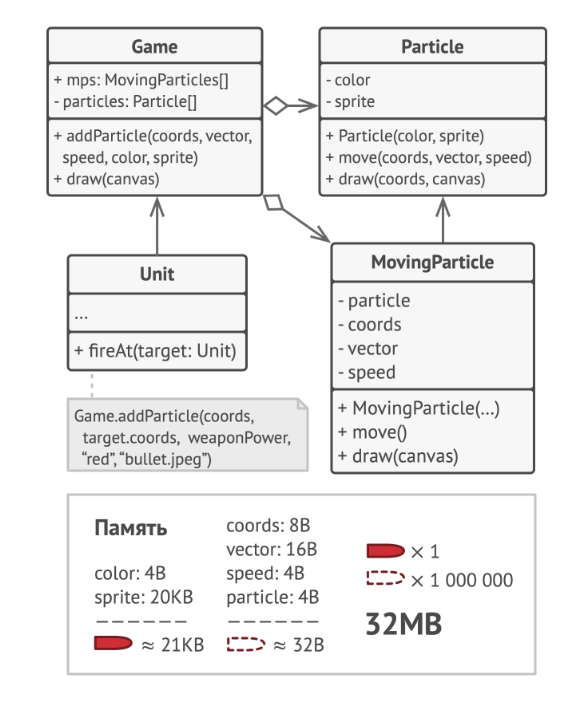 Game
+ mps: MovingParticles[]
- particles: Particle[]
+ addParticle(coords, vector,
speed, color, sprite)
+ draw(canvas)
Particle
- color
- sprite
+ Particle(color, sprite)
+ move(coords, vector, speed)
+ draw(coords, canvas)
Unit
...
+ fireAt(target: Unit)
Game.addParticle(coords,
target.coords, weaponPower,
“red”,“bullet.jpeg”)
MovingParticle
- particle
- coords
- vector
- speed
+ MovingParticle(...)
+ move()
+ draw(canvas)
Память
color: 4B
sprite: 20KB
≈ 21KB
coords: 8B
vector: 16B
speed: 4B
particle: 4B
≈ 32B
× 1
× 1 000 000
32MB